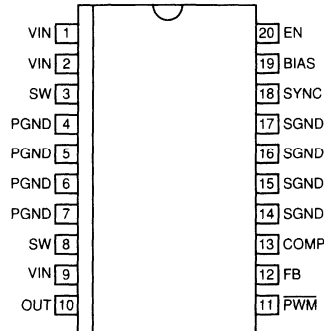 VIN 1 20 EN
VIN 2 19 BIAS
SW 3 18 SYNC
PGND 4 17 SGND
PGND 5 16 SGND
PGND 6 15 SGND
PGND 7 14 SGND
SW 8 13 COMP
VIN 9 12 FB
OUT 10 11 P̅W̅M̅